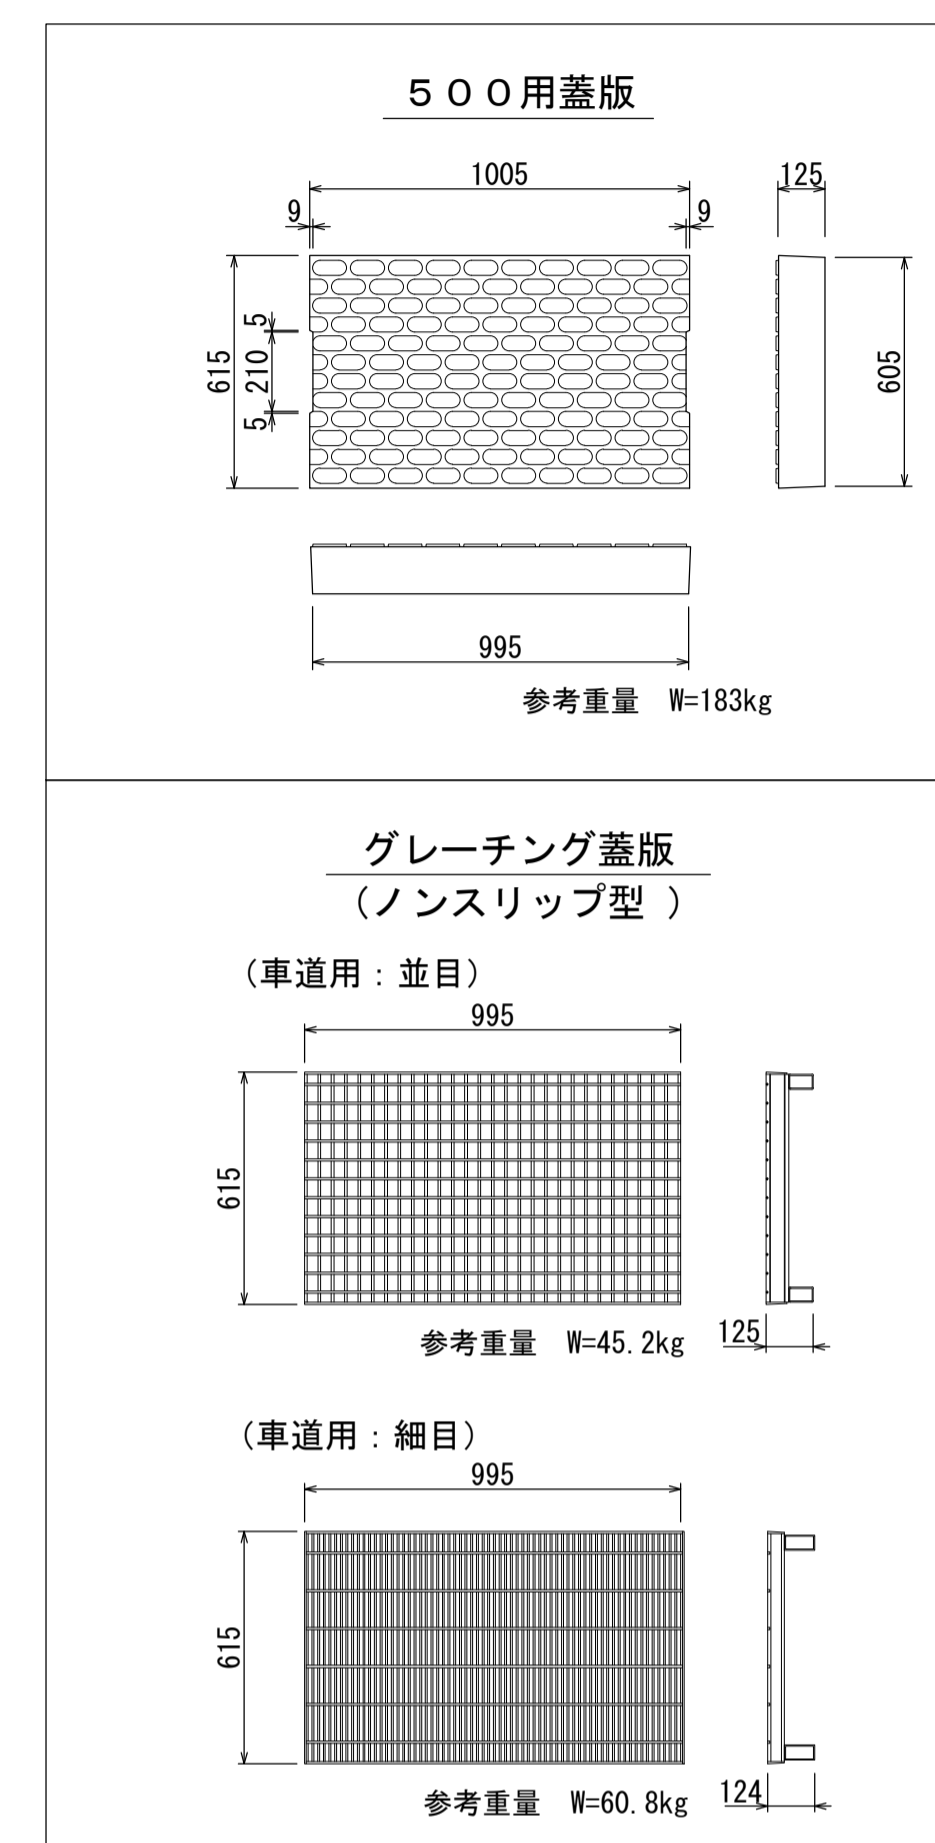 ５００用蓋版
1005
125
9
9
615
5
210
5
605
995
参考重量　W=183kg
グレーチング蓋版
（ノンスリップ型　）
（車道用：並目）
995
615
参考重量　W=45.2kg
125
（車道用：細目）
995
615
参考重量　W=60.8kg
124